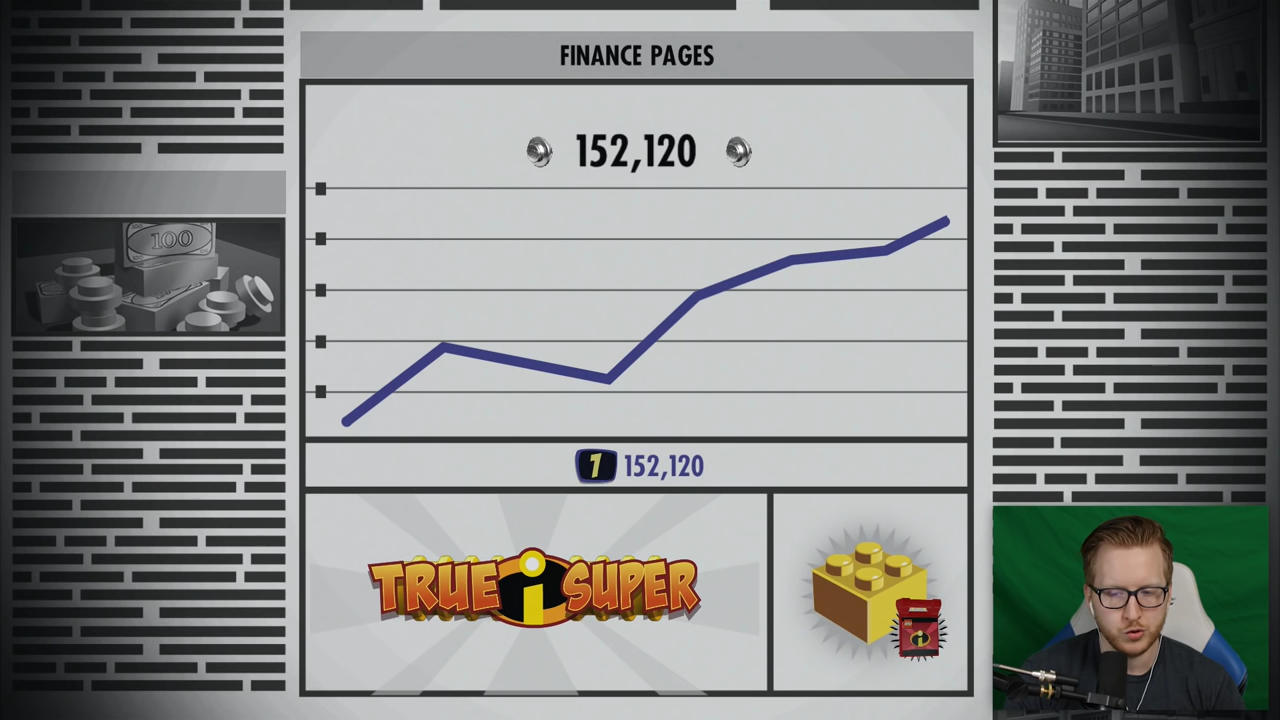 FINANCE PAGES
152,120
100
1 152,120
TRUE i SUPER